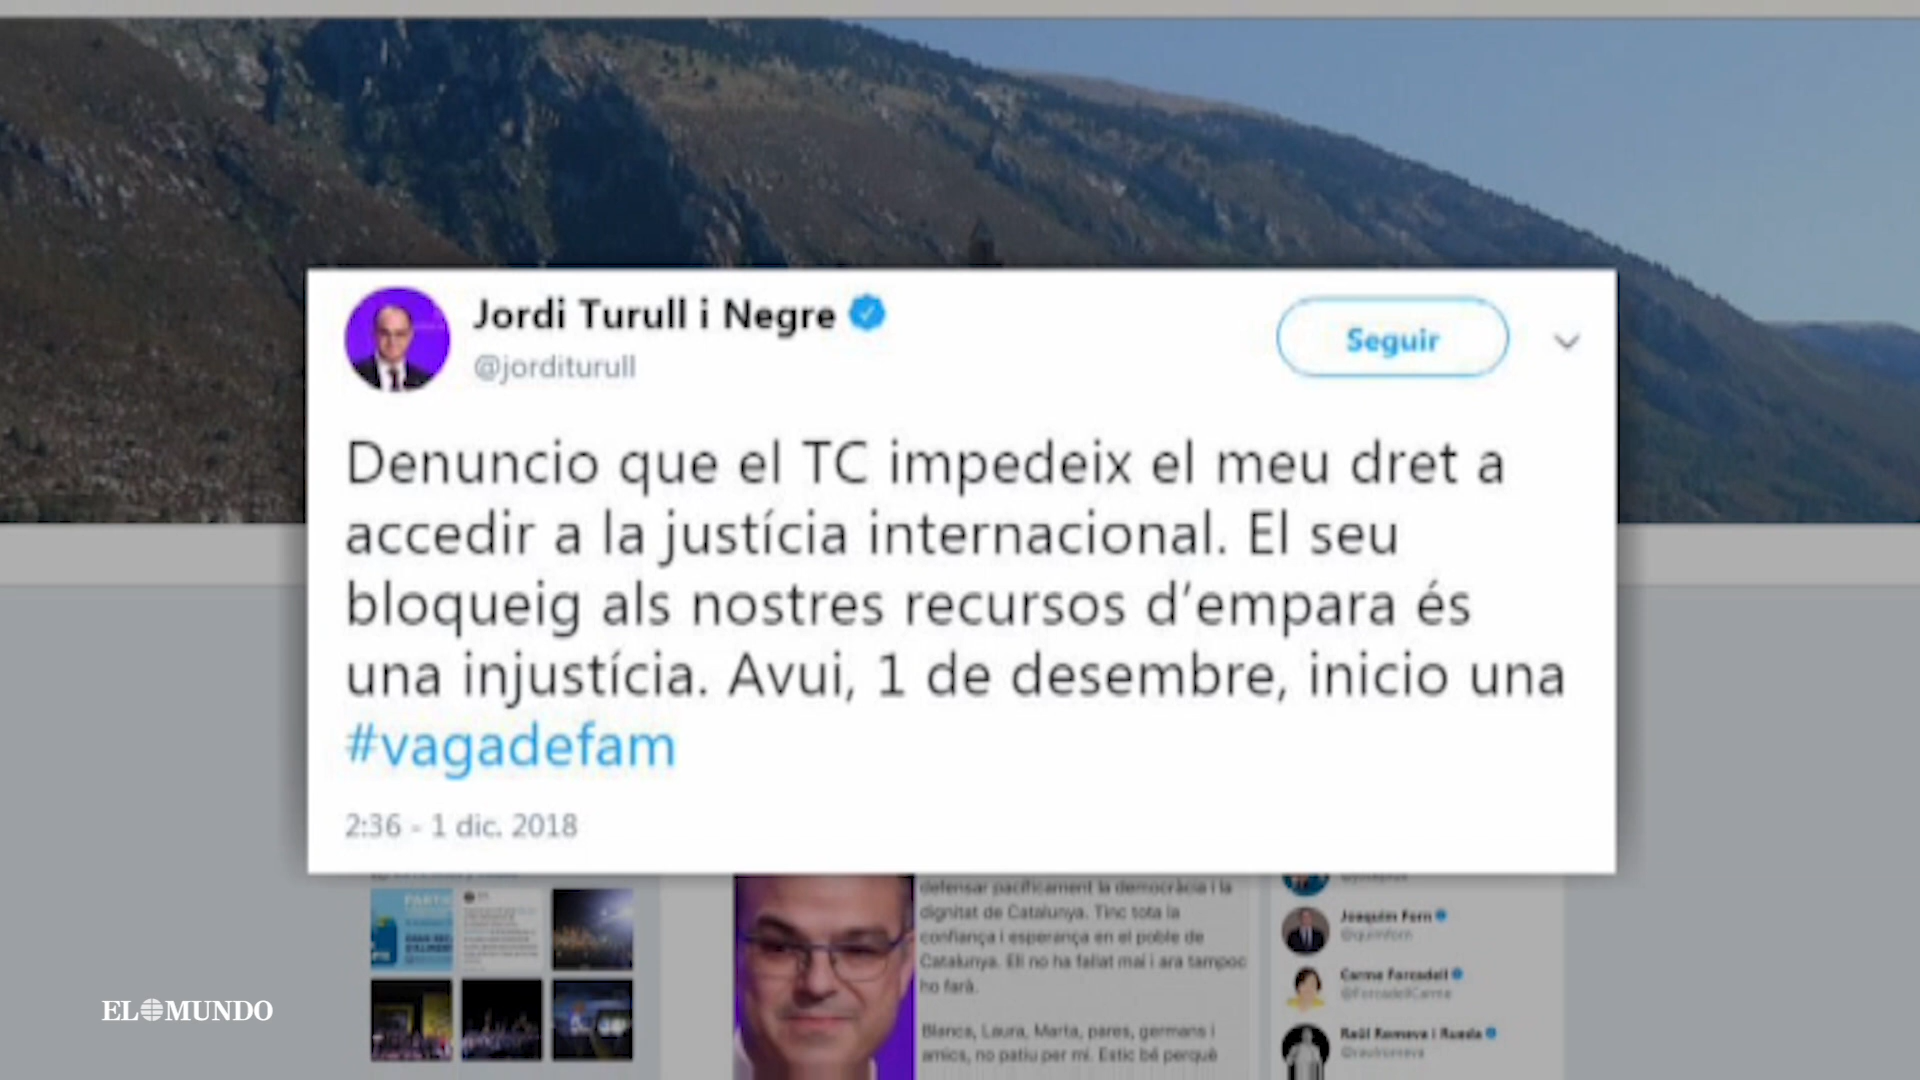 Jordi Turull i Negre
@jorditurull
Seguir
Denuncio que el TC impedeix el meu dret a
accedir a la justícia internacional. El seu
bloqueig als nostres recursos d’empara és
una injustícia. Avui, 1 de desembre, inicio una
#vagadefam
2:36 - 1 dic. 2018
defensar pacíficament la democràcia i la
dignitat de Catalunya. Tinc tota la
confiança i esperança en el poble de
Catalunya. Ell no ha fallat mai i ara tampoc
ho farà.
Blanca, Laura, Marta, pares, germans i
amics, no patiu per mi. Estic bé perquè
Joaquim Forn
@quimforn
Carme Forcadell
@ForcadellCarme
Raül Romeva i Rueda
@raulromeva
EL MUNDO